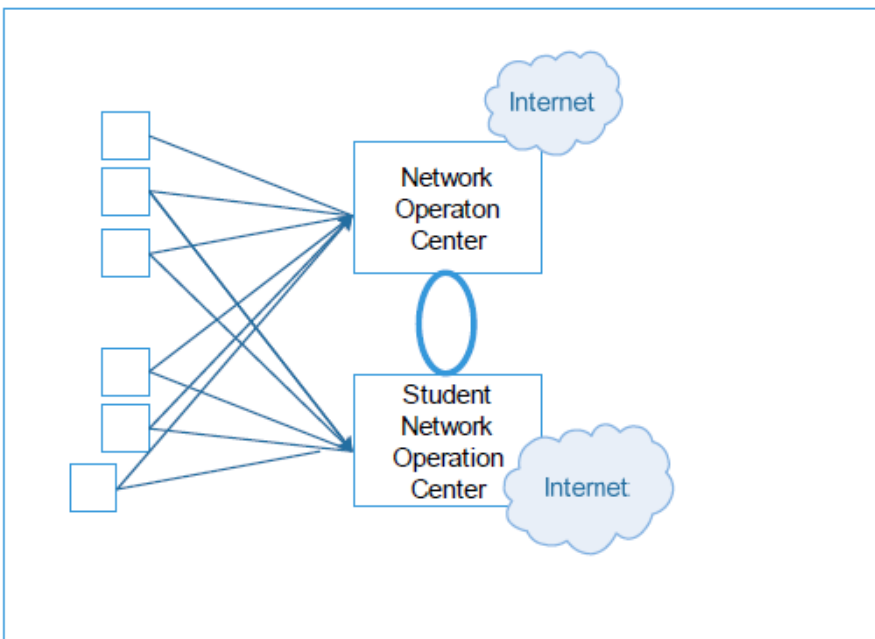 Internet
Network
Operaton
Center
Student
Network
Operation
Center
Internet